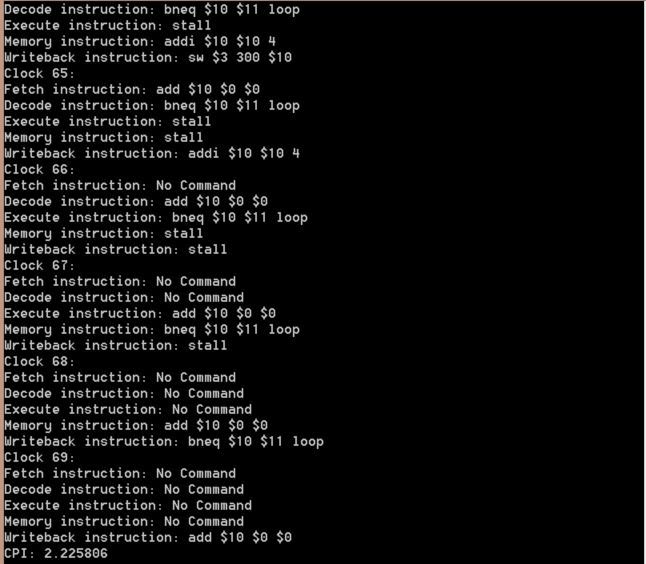 Decode instruction: bneq $10 $11 loop
Execute instruction: stall
Memory instruction: addi $10 $10 4
Writeback instruction: sw $3 300 $10
Clock 65:
Fetch instruction: add $10 $0 $0
Decode instruction: bneq $10 $11 loop
Execute instruction: stall
Memory instruction: stall
Writeback instruction: addi $10 $10 4
Clock 66:
Fetch instruction: No Command
Decode instruction: add $10 $0 $0
Execute instruction: bneq $10 $11 loop
Memory instruction: stall
Writeback instruction: stall
Clock 67:
Fetch instruction: No Command
Decode instruction: No Command
Execute instruction: add $10 $0 $0
Memory instruction: bneq $10 $11 loop
Writeback instruction: stall
Clock 68:
Fetch instruction: No Command
Decode instruction: No Command
Execute instruction: No Command
Memory instruction: add $10 $0 $0
Writeback instruction: bneq $10 $11 loop
Clock 69:
Fetch instruction: No Command
Decode instruction: No Command
Execute instruction: No Command
Memory instruction: No Command
Writeback instruction: add $10 $0 $0
CPI: 2.225806